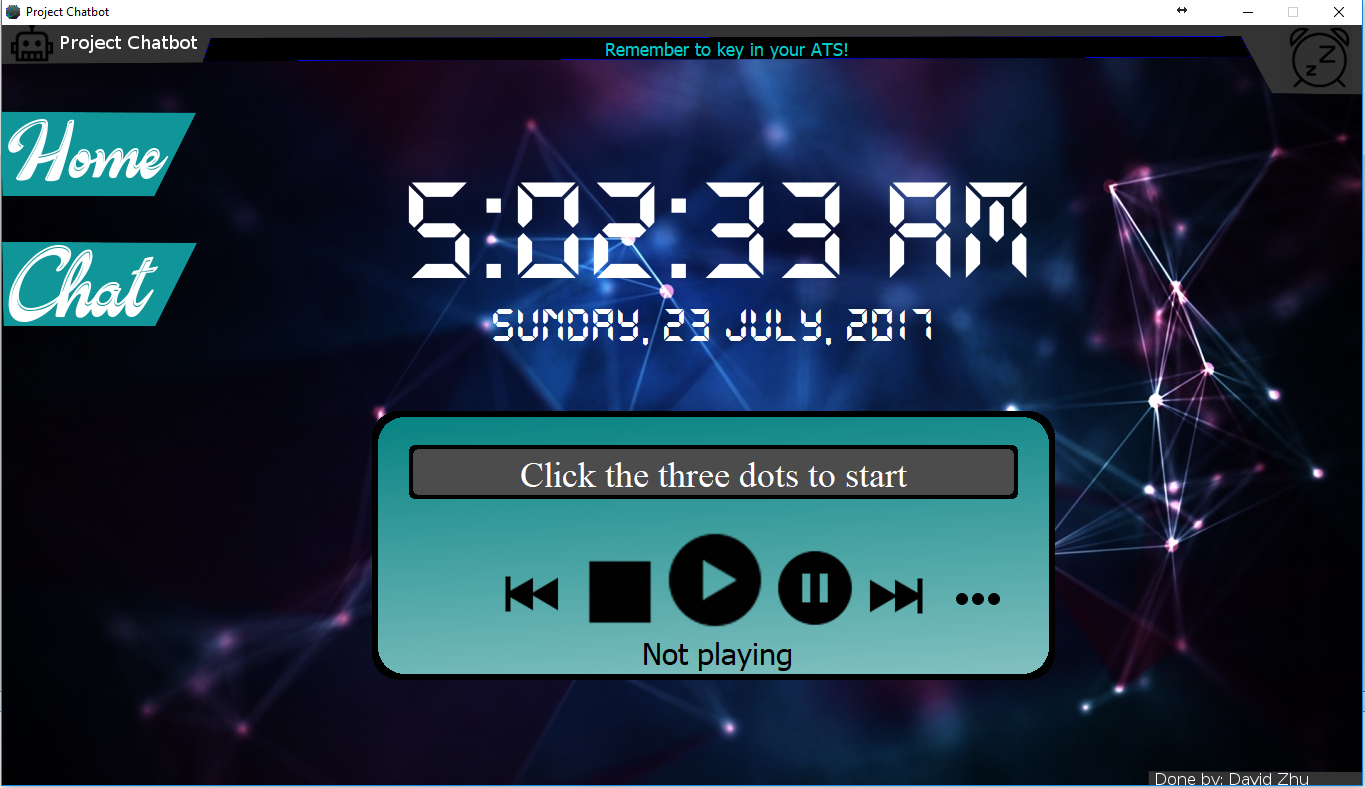 Project Chatbot
Project Chatbot
Remember to key in your ATS!
zz
Home
Chat
5:02:33 AM
SUNDAY, 23 JULY, 2017
Click the three dots to start
Not playing
Done by: David Zhu